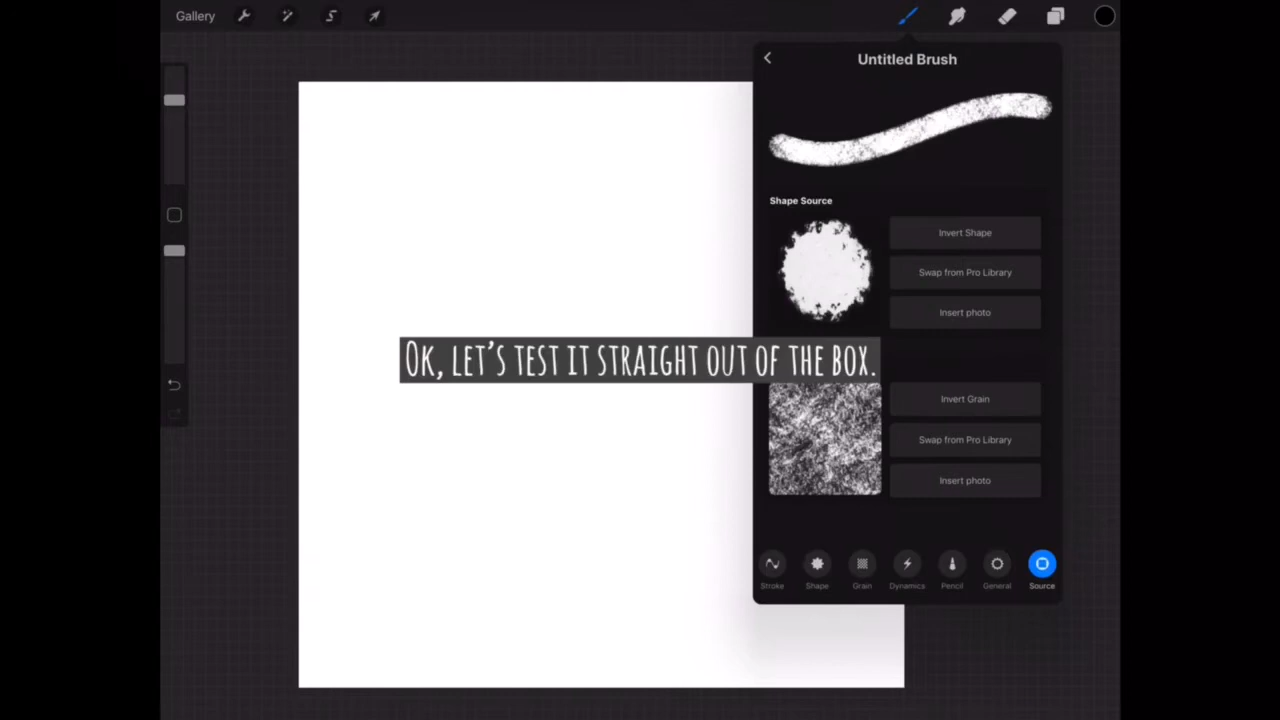 Gallery
Untitled Brush
Shape Source
Invert Shape
Swap from Pro Library
Insert photo
OK, LET'S TEST IT STRAIGHT OUT OF THE BOX.
Invert Grain
Swap from Pro Library
Insert photo
Stroke Shape Grain Dynamics Pencil General Source